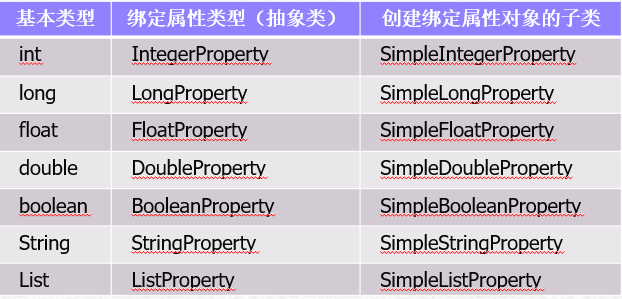 基本类型 绑定属性类型（抽象类） 创建绑定属性对象的子类
int IntegerProperty SimpleIntegerProperty
long LongProperty SimpleLongProperty
float FloatProperty SimpleFloatProperty
double DoubleProperty SimpleDoubleProperty
boolean BooleanProperty SimpleBooleanProperty
String StringProperty SimpleStringProperty
List ListProperty SimpleListProperty